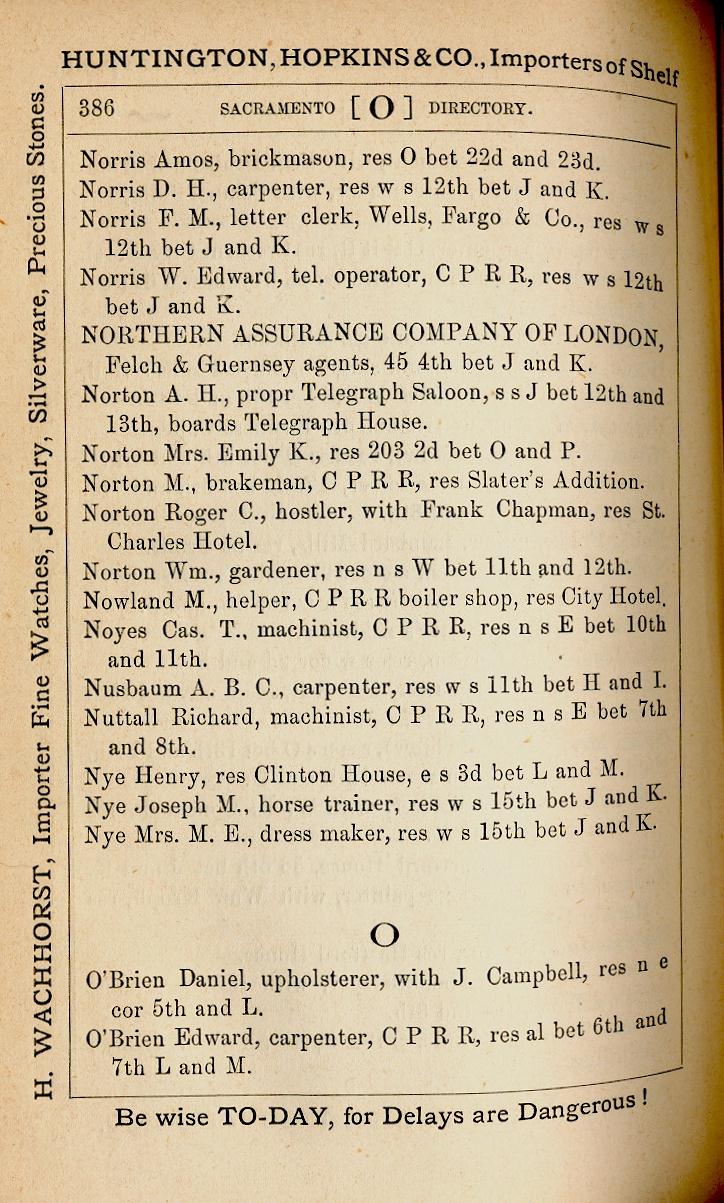 HUNTINGTON, HOPKINS & CO., Importers of Shelf
386 SACRAMENTO [ O ] DIRECTORY.
Norris Amos, brickmason, res O bet 22d and 23d.
Norris D. H., carpenter, res w s 12th bet J and K.
Norris F. M., letter clerk, Wells, Fargo & Co., res w s
12th bet J and K.
Norris W. Edward, tel. operator, C P R R, res w s 12th
bet J and K.
NORTHERN ASSURANCE COMPANY OF LONDON,
Felch & Guernsey agents, 45 4th bet J and K.
Norton A. H., propr Telegraph Saloon, s s J bet 12th and
13th, boards Telegraph House.
Norton Mrs. Emily K., res 203 2d bet O and P.
Norton M., brakeman, C P R R, res Slater's Addition.
Norton Roger C., hostler, with Frank Chapman, res St.
Charles Hotel.
Norton Wm., gardener, res n s W bet 11th and 12th.
Nowland M., helper, C P R R boiler shop, res City Hotel.
Noyes Cas. T., machinist, C P R R, res n s E bet 10th
and 11th.
Nusbaum A. B. C., carpenter, res w s 11th bet H and I.
Nuttall Richard, machinist, C P R R, res n s E bet 7th
and 8th.
Nye Henry, res Clinton House, e s 3d bet L and M.
Nye Joseph M., horse trainer, res w s 15th bet J and K.
Nye Mrs. M. E., dress maker, res w s 15th bet J and K.
O
O'Brien Daniel, upholsterer, with J. Campbell, res n e
cor 5th and L.
O'Brien Edward, carpenter, C P R R, res al bet 6th and
7th L and M.
Be wise TO-DAY, for Delays are Dangerous!
H. WACHHORST, Importer Fine Watches, Jewelry, Silverware, Precious Stones.